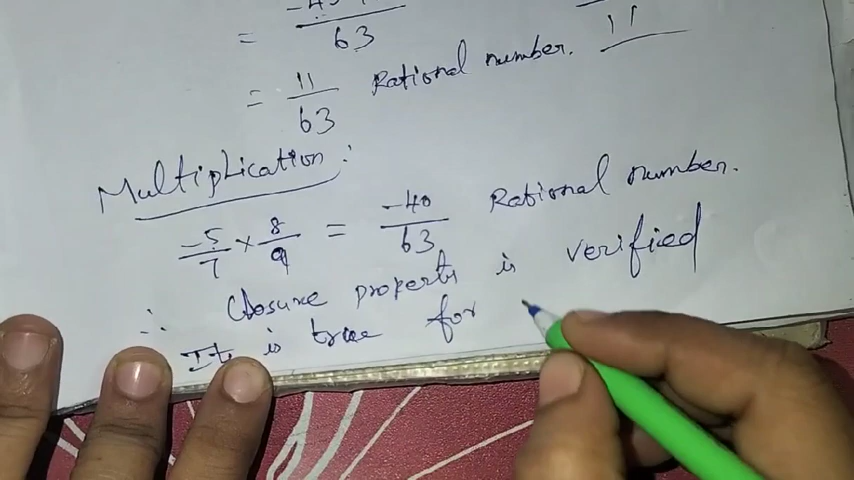 63
11
= 11/63 Rational number.
Multiplication :
-5/7 × 8/9 = -40/63 Rational number.
∴ Closure property is verified
It is true for